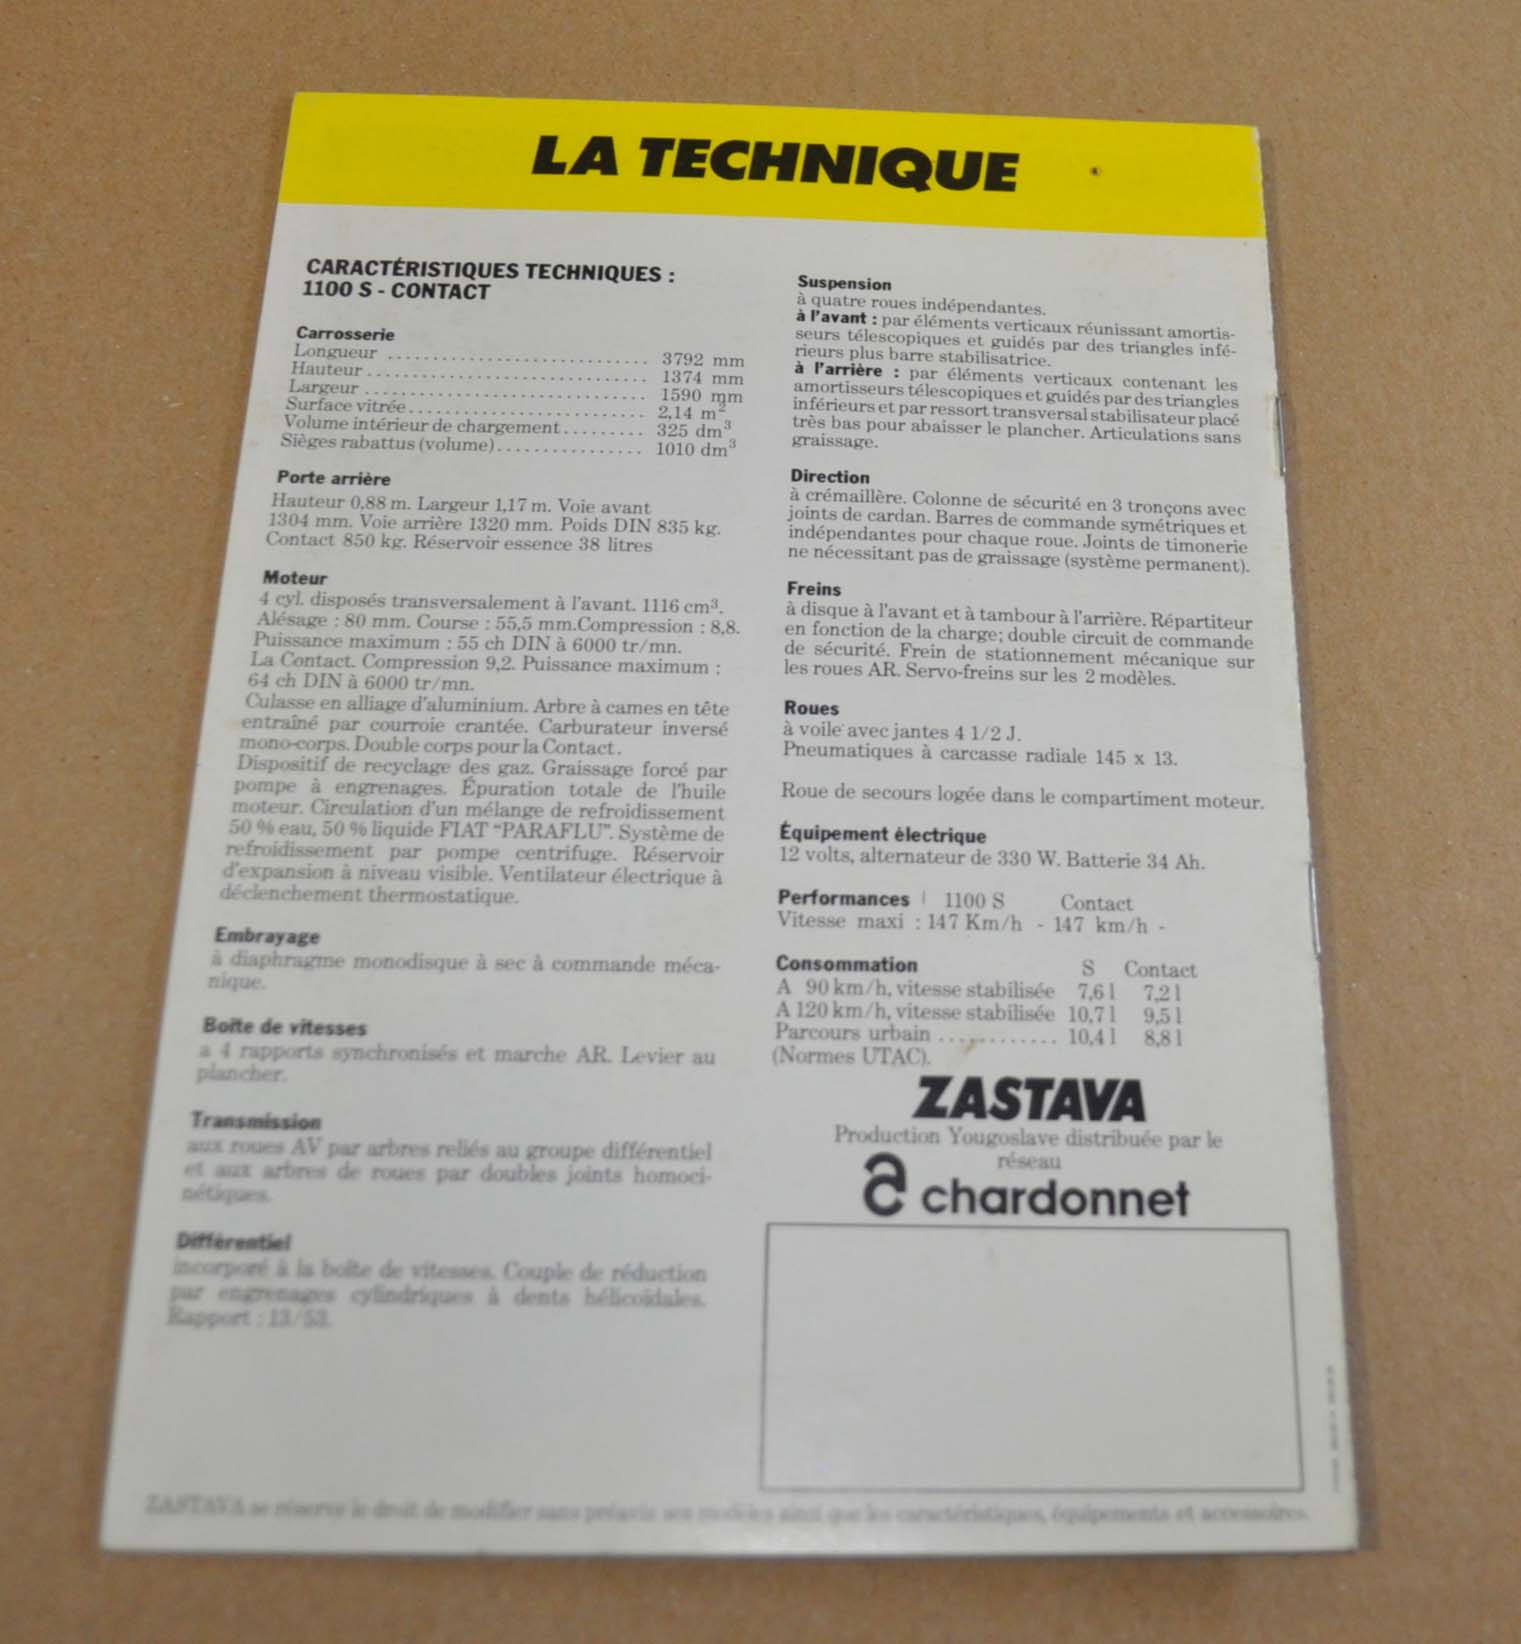 LA TECHNIQUE
CARACTÉRISTIQUES TECHNIQUES :
1100 S - CONTACT
Carrosserie
Longueur ............................ 3792 mm
Hauteur .............................. 1374 mm
Largeur .............................. 1590 mm
Surface vitrée......................... 2,14 m²
Volume intérieur de chargement......... 325 dm³
Sièges rabattus (volume)................ 1010 dm³
Porte arrière
Hauteur 0,88 m. Largeur 1,17 m. Voie avant
1304 mm. Voie arrière 1320 mm. Poids DIN 835 kg.
Contact 850 kg. Réservoir essence 38 litres
Moteur
4 cyl. disposés transversalement à l'avant. 1116 cm³.
Alésage : 80 mm. Course : 55,5 mm.Compression : 8,8.
Puissance maximum : 55 ch DIN à 6000 tr/mn.
La Contact. Compression 9,2. Puissance maximum :
64 ch DIN à 6000 tr/mn.
Culasse en alliage d'aluminium. Arbre à cames en tête
entraîné par courroie crantée. Carburateur inversé
mono-corps. Double corps pour la Contact.
Dispositif de recyclage des gaz. Graissage forcé par
pompe à engrenages. Épuration totale de l'huile
moteur. Circulation d'un mélange de refroidissement
50 % eau, 50 % liquide FIAT "PARAFLU". Système de
refroidissement par pompe centrifuge. Réservoir
d'expansion à niveau visible. Ventilateur électrique à
déclenchement thermostatique.
Embrayage
à diaphragme monodisque à sec à commande méca-
nique.
Boîte de vitesses
a 4 rapports synchronisés et marche AR. Levier au
plancher.
Transmission
aux roues AV par arbres reliés au groupe différentiel
et aux arbres de roues par doubles joints homoci-
nétiques.
Différentiel
incorporé à la boîte de vitesses. Couple de réduction
par engrenages cylindriques à dents hélicoïdales.
Rapport : 13/53.
Suspension
à quatre roues indépendantes.
à l'avant : par éléments verticaux réunissant amortis-
seurs télescopiques et guidés par des triangles infé-
rieurs plus barre stabilisatrice.
à l'arrière : par éléments verticaux contenant les
amortisseurs télescopiques et guidés par des triangles
inférieurs et par ressort transversal stabilisateur placé
très bas pour abaisser le plancher. Articulations sans
graissage.
Direction
à crémaillère. Colonne de sécurité en 3 tronçons avec
joints de cardan. Barres de commande symétriques et
indépendantes pour chaque roue. Joints de timonerie
ne nécessitant pas de graissage (système permanent).
Freins
à disque à l'avant et à tambour à l'arrière. Répartiteur
en fonction de la charge; double circuit de commande
de sécurité. Frein de stationnement mécanique sur
les roues AR. Servo-freins sur les 2 modèles.
Roues
à voile avec jantes 4 1/2 J.
Pneumatiques à carcasse radiale 145 x 13.
Roue de secours logée dans le compartiment moteur.
Équipement électrique
12 volts, alternateur de 330 W. Batterie 34 Ah.
Performances | 1100 S Contact
Vitesse maxi : 147 Km/h - 147 km/h -
Consommation S Contact
A 90 km/h, vitesse stabilisée 7,6 l 7,2 l
A 120 km/h, vitesse stabilisée 10,7 l 9,5 l
Parcours urbain ............ 10,4 l 8,8 l
(Normes UTAC).
ZASTAVA
Production Yougoslave distribuée par le
réseau
chardonnet
ZASTAVA se réserve le droit de modifier sans préavis ses modèles ainsi que les caractéristiques, équipements et accessoires.